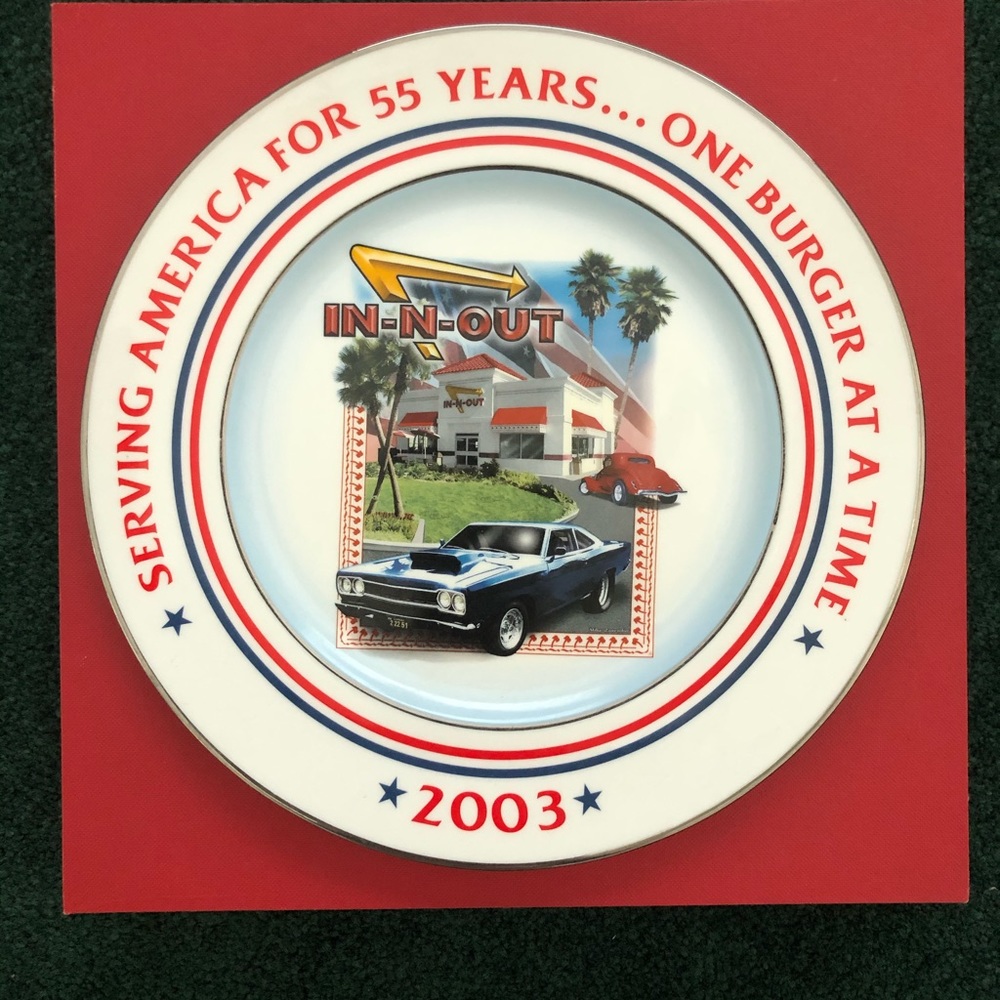 SERVING AMERICA FOR 55 YEARS... ONE BURGER AT A TIME
IN-N-OUT
IN-N-OUT
★2003★